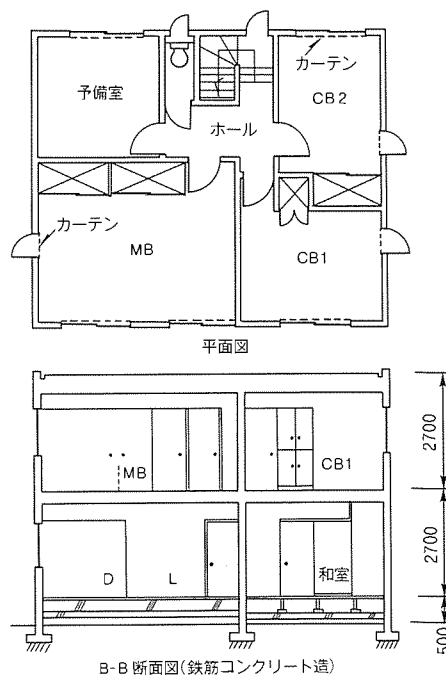 予備室
カーテン
CB2
ホール
カーテン
MB
CB1
平面図
MB
CB1
2700
D
L
和室
2700
500
B-B 断面図(鉄筋コンクリート造)